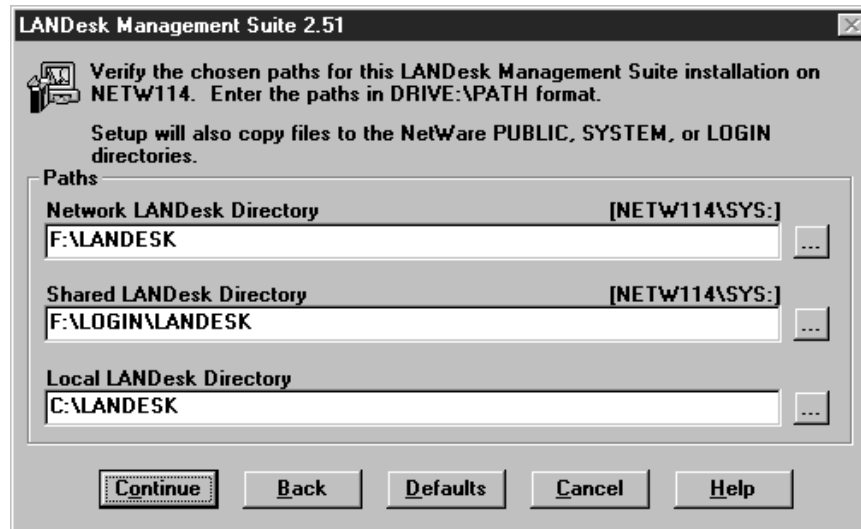 LANDesk Management Suite 2.51
Verify the chosen paths for this LANDesk Management Suite installation on
NETW114. Enter the paths in DRIVE:\PATH format.
Setup will also copy files to the NetWare PUBLIC, SYSTEM, or LOGIN
directories.
Paths
Network LANDesk Directory [NETW114\SYS:]
F:\LANDESK
...
Shared LANDesk Directory [NETW114\SYS:]
F:\LOGIN\LANDESK
...
Local LANDesk Directory
C:\LANDESK
...
Continue Back Defaults Cancel Help